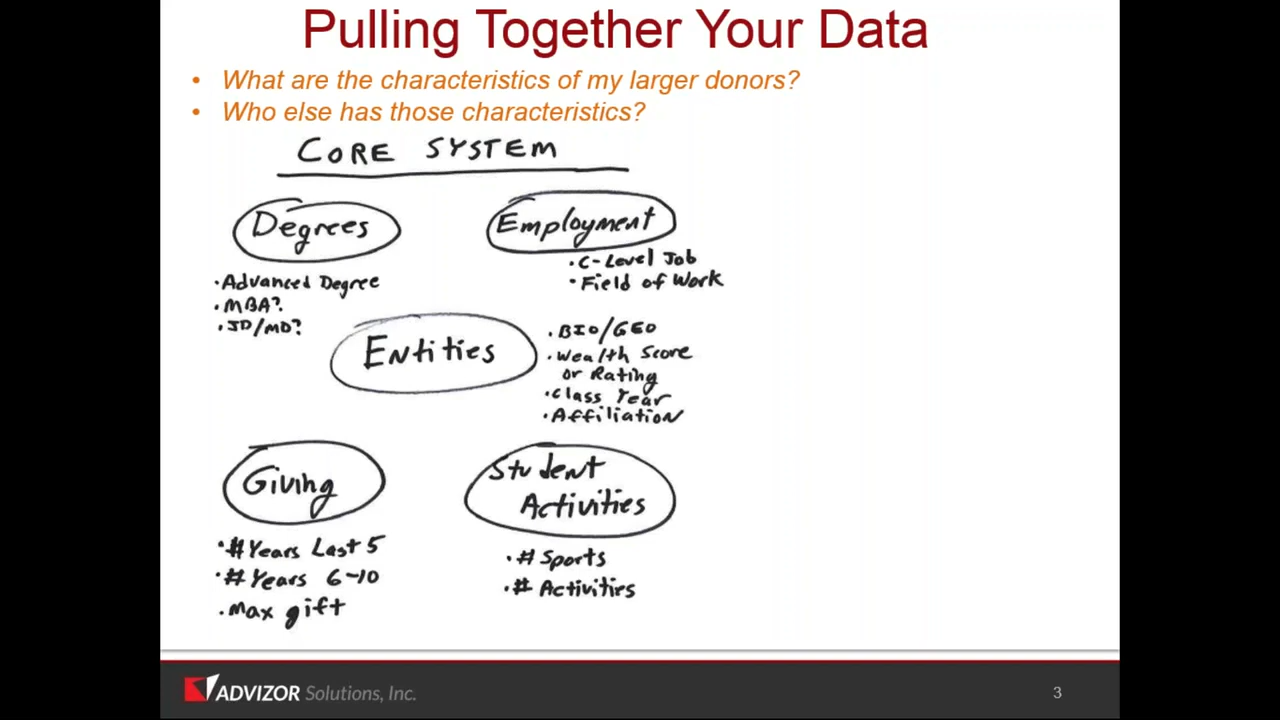 Pulling Together Your Data
• What are the characteristics of my larger donors?
• Who else has those characteristics?
CORE SYSTEM
Degrees
• Advanced Degree
• MBA?
• JD/MD?
Employment
• C-Level Job
• Field of Work
Entities
• BIO/GEO
• Wealth Score
or Rating
• Class Year
• Affiliation
Giving
• # Years Last 5
• # Years 6-10
• Max gift
Student
Activities
• # Sports
• # Activities
ADVIZOR Solutions, Inc.
3